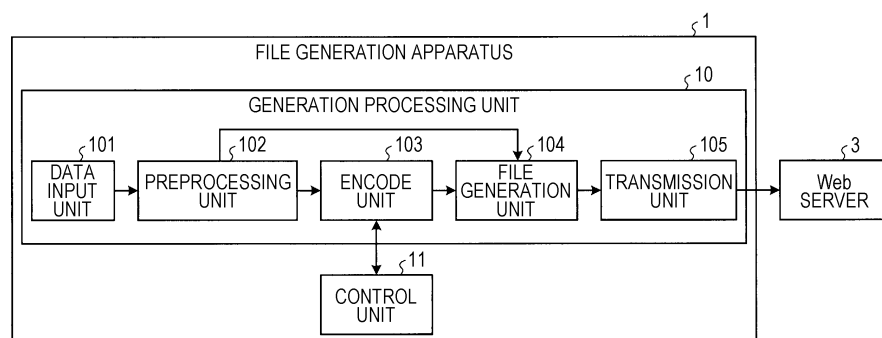 1
FILE GENERATION APPARATUS
10
GENERATION PROCESSING UNIT
101
DATA
INPUT
UNIT
102
PREPROCESSING
UNIT
103
ENCODE
UNIT
104
FILE
GENERATION
UNIT
105
TRANSMISSION
UNIT
3
Web
SERVER
11
CONTROL
UNIT